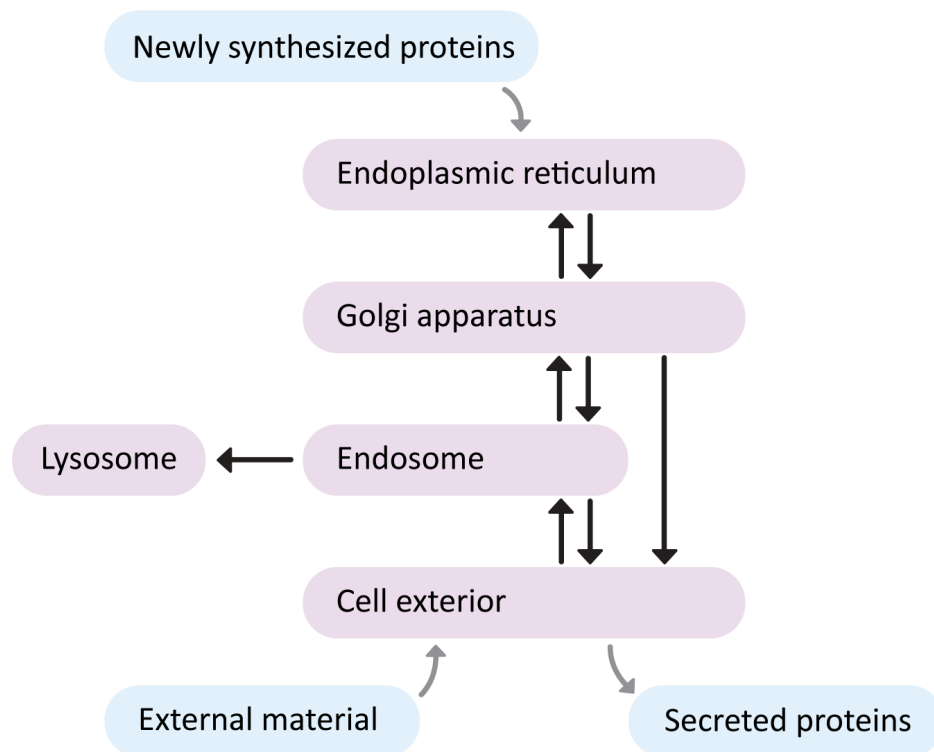 Newly synthesized proteins
Endoplasmic reticulum
Golgi apparatus
Lysosome
Endosome
Cell exterior
External material
Secreted proteins